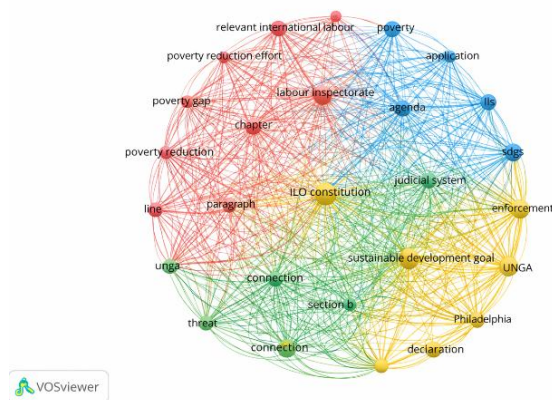 relevant international labour
poverty
poverty reduction effort
application
labour inspectorate
poverty gap
agenda
ils
chapter
poverty reduction
sdgs
judicial system
ILO constitution
line
paragraph
enforcement
unga
sustainable development goal
UNGA
connection
section b
threat
Philadelphia
connection
declaration
VOSviewer